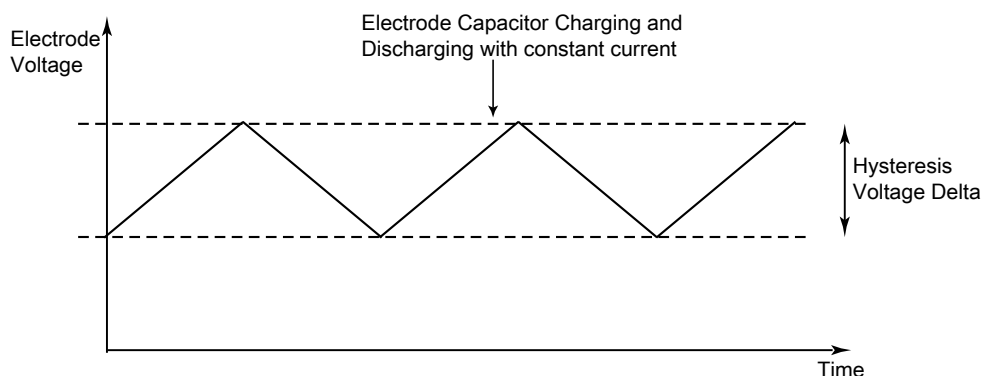 Electrode Capacitor Charging and
Discharging with constant current
Electrode
Voltage
Hysteresis
Voltage Delta
Time